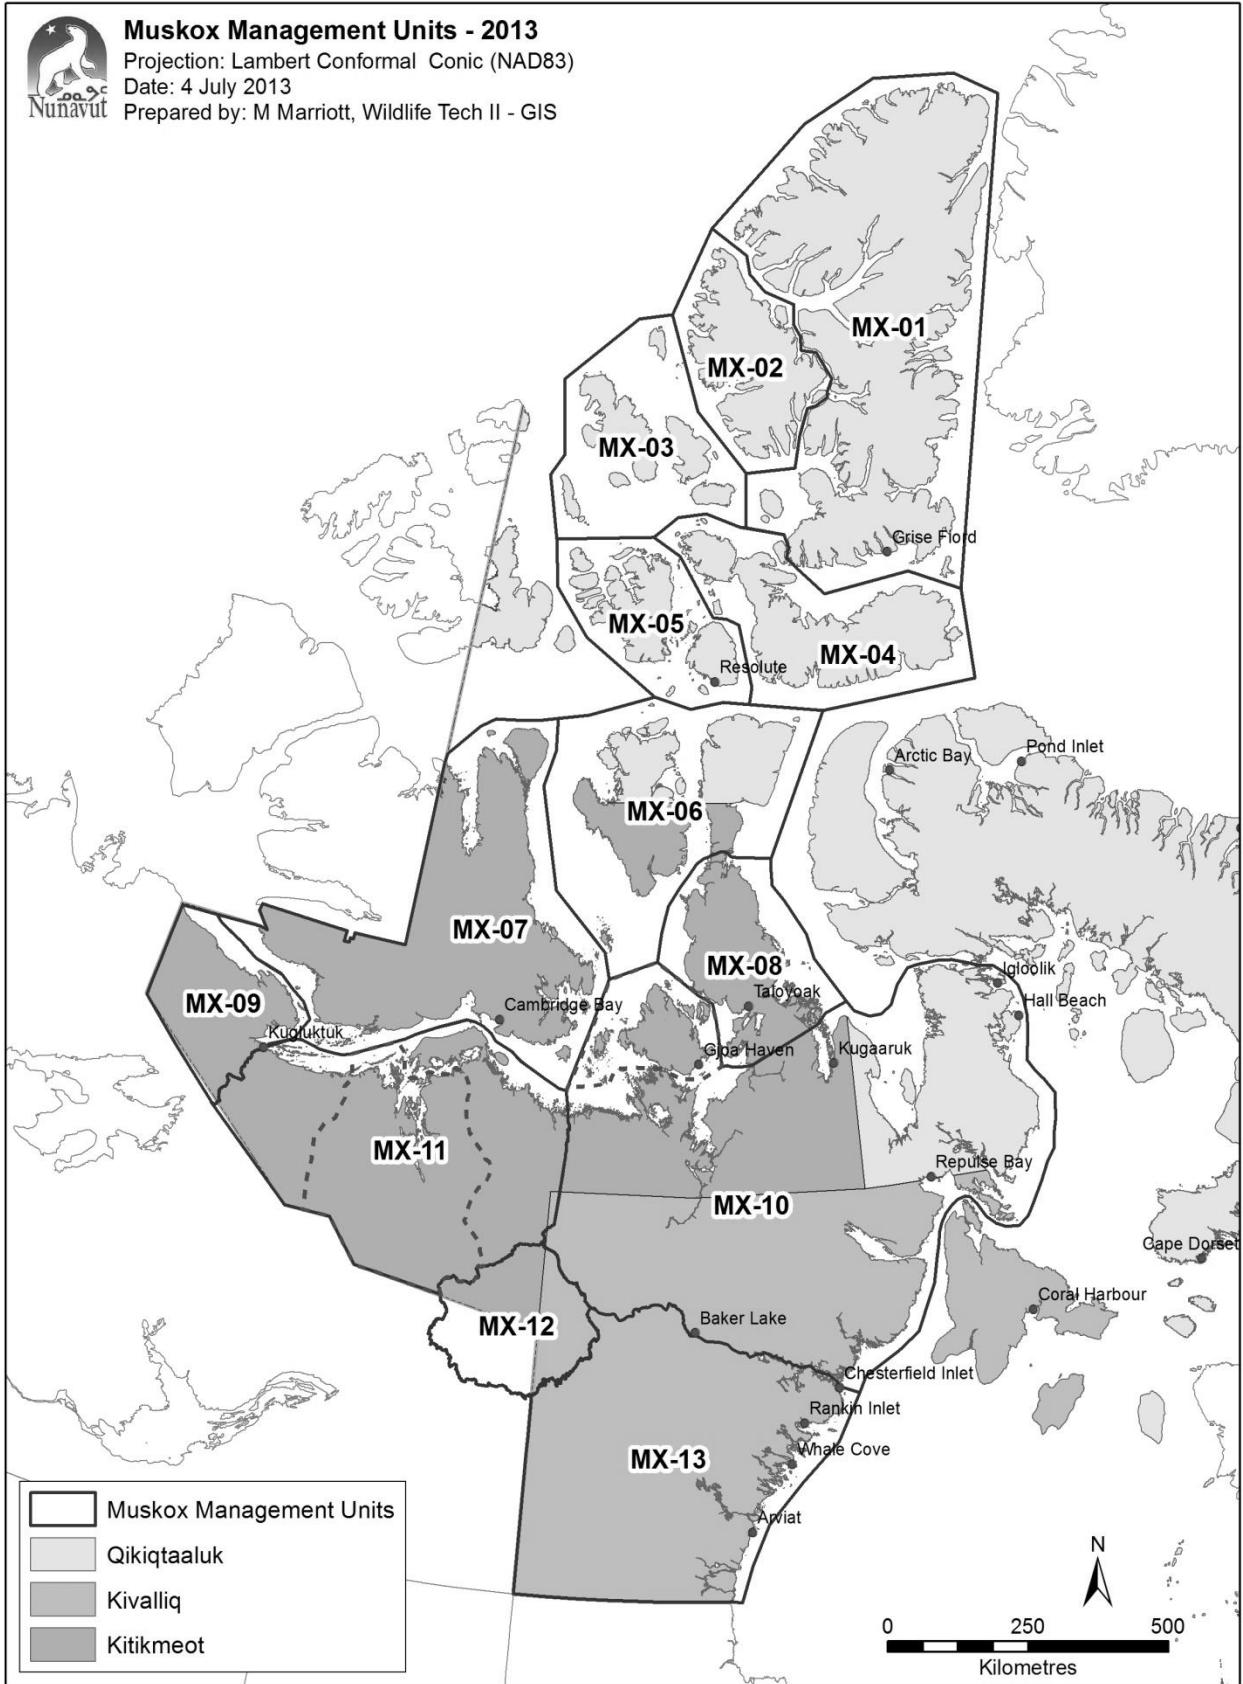 Muskox Management Units - 2013
Projection: Lambert Conformal Conic (NAD83)
Date: 4 July 2013
Prepared by: M Marriott, Wildlife Tech II - GIS
ᓄᓇᕗᑦ
Nunavut
MX-01
MX-02
MX-03
Grise Fiord
MX-05
MX-04
Resolute
Arctic Bay
Pond Inlet
MX-06
MX-07
MX-08
Igloolik
MX-09
Taloyoak
Hall Beach
Cambridge Bay
Kugluktuk
Gjoa Haven
Kugaaruk
MX-11
Repulse Bay
MX-10
Cape Dorset
Coral Harbour
MX-12
Baker Lake
Chesterfield Inlet
Rankin Inlet
MX-13
Whale Cove
Arviat
Muskox Management Units
Qikiqtaaluk
Kivalliq
Kitikmeot
N
0 250 500
Kilometres